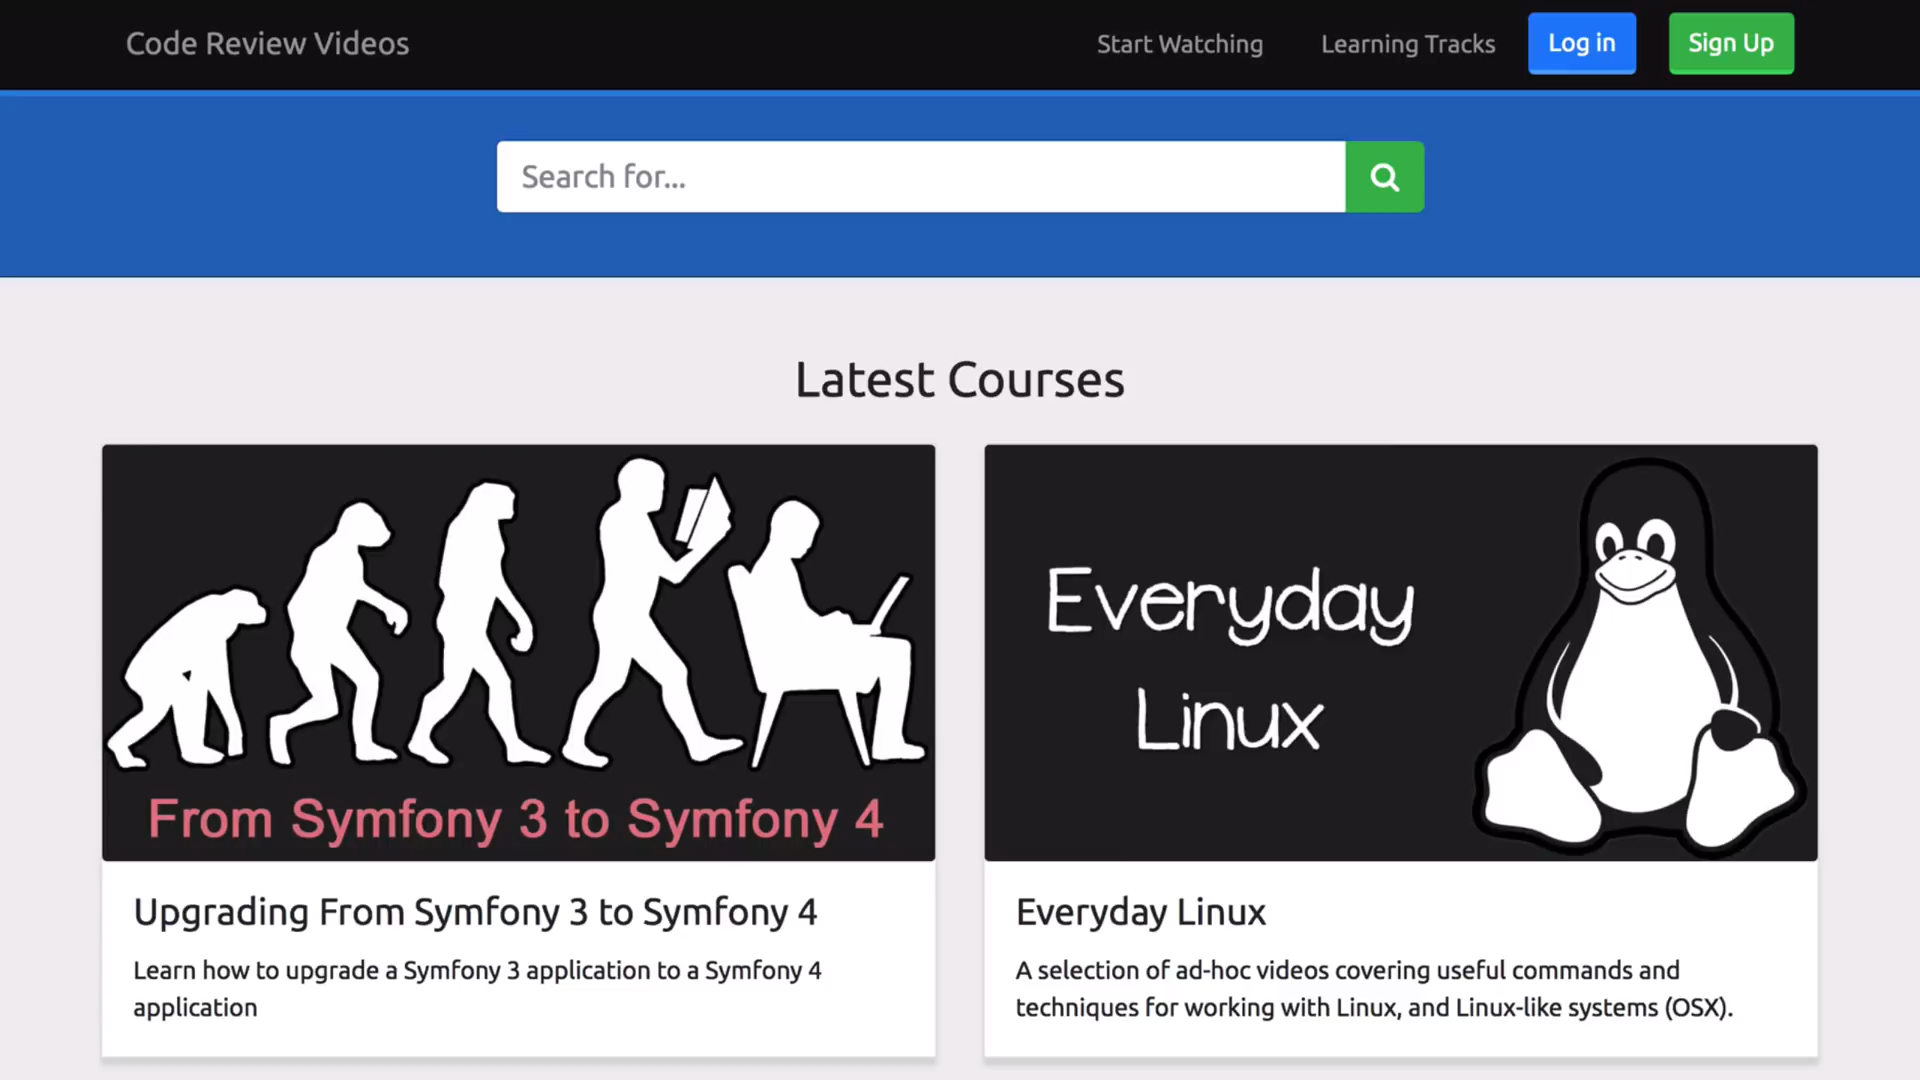 Code Review Videos
Start Watching
Learning Tracks
Log in
Sign Up
Search for...
Latest Courses
From Symfony 3 to Symfony 4
Upgrading From Symfony 3 to Symfony 4
Learn how to upgrade a Symfony 3 application to a Symfony 4
application
Everyday
Linux
Everyday Linux
A selection of ad-hoc videos covering useful commands and
techniques for working with Linux, and Linux-like systems (OSX).